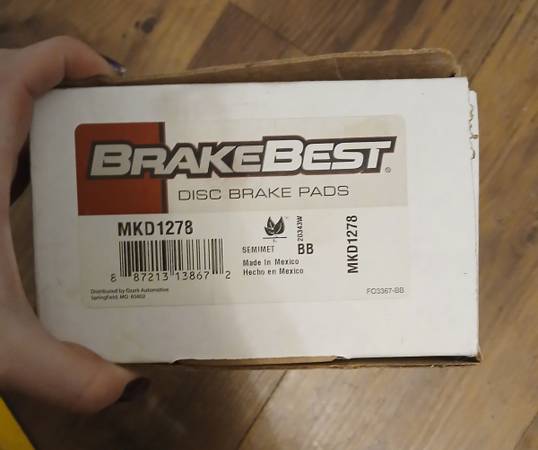 BRAKEBEST®
DISC BRAKE PADS
MKD1278
8 87213 13867 2
SEMIMET
BB
20343W
MKD1278
Made in Mexico
Hecho en Mexico
Distributed by Ozark Automotive
Springfield, MO 65802
FO3367-BB